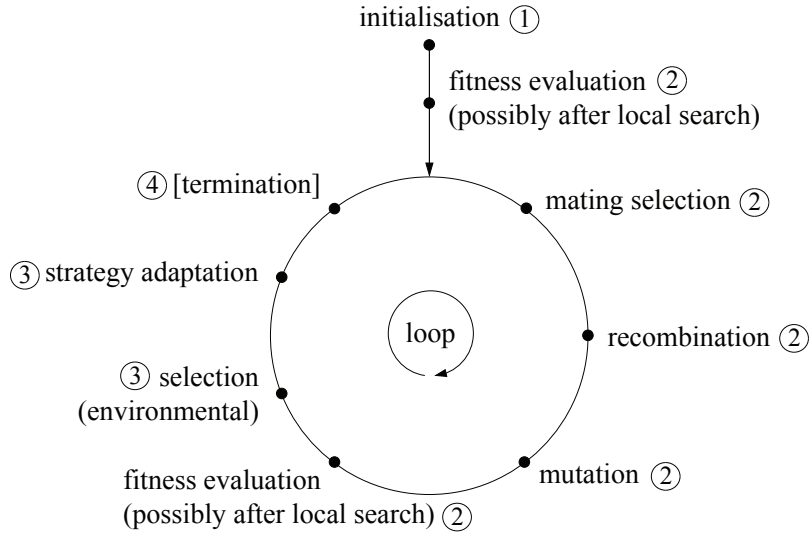 initialisation ①
fitness evaluation ②
(possibly after local search)
④ [termination]
mating selection ②
③ strategy adaptation
loop
recombination ②
③ selection
(environmental)
mutation ②
fitness evaluation
(possibly after local search) ②